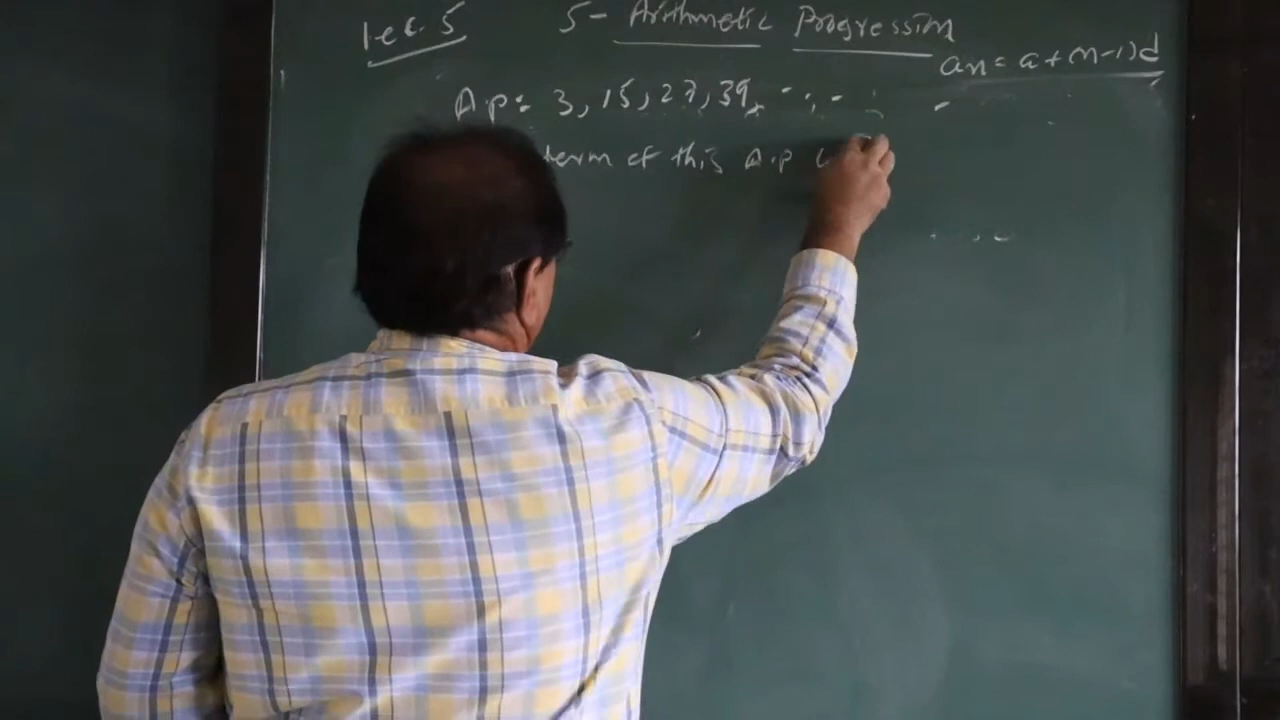 Lec. 5
5- Arithmetic Progression
an = a + (n-1)d
A.p: 3, 15, 27, 39, .....
term of this A.p